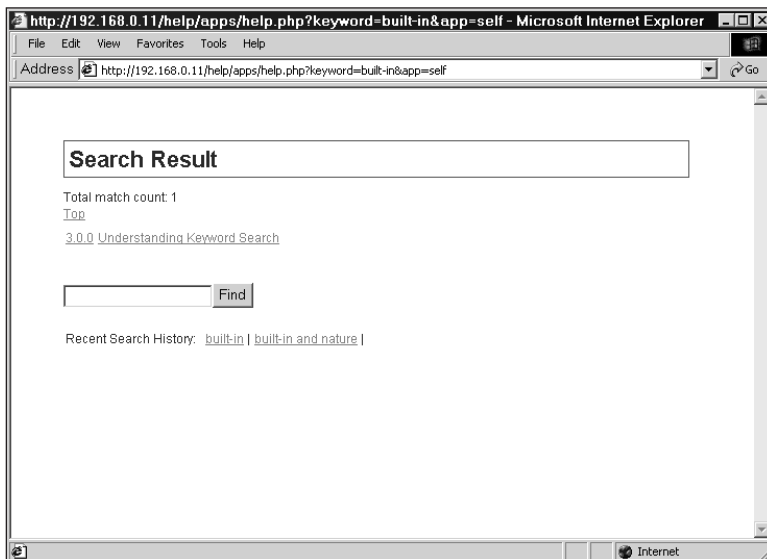 http://192.168.0.11/help/apps/help.php?keyword=built-in&app=self - Microsoft Internet Explorer
File Edit View Favorites Tools Help
Address http://192.168.0.11/help/apps/help.php?keyword=built-in&app=self Go
Search Result
Total match count: 1
Top
3.0.0 Understanding Keyword Search
Find
Recent Search History: built-in | built-in and nature |
Internet